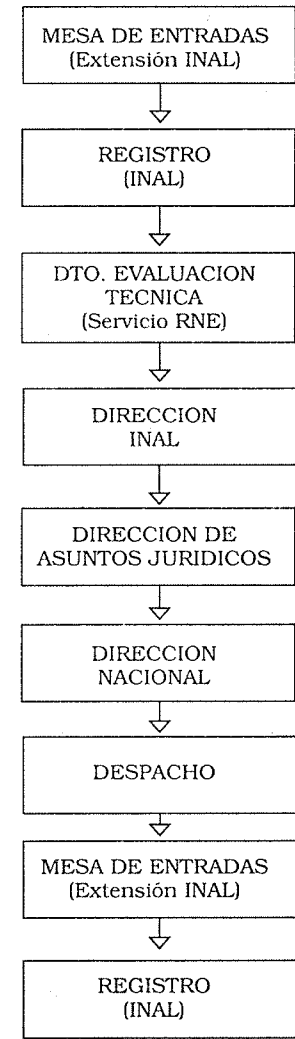 MESA DE ENTRADAS
(Extensión INAL)
REGISTRO
(INAL)
DTO. EVALUACION
TECNICA
(Servicio RNE)
DIRECCION
INAL
DIRECCION DE
ASUNTOS JURIDICOS
DIRECCION
NACIONAL
DESPACHO
MESA DE ENTRADAS
(Extensión INAL)
REGISTRO
(INAL)